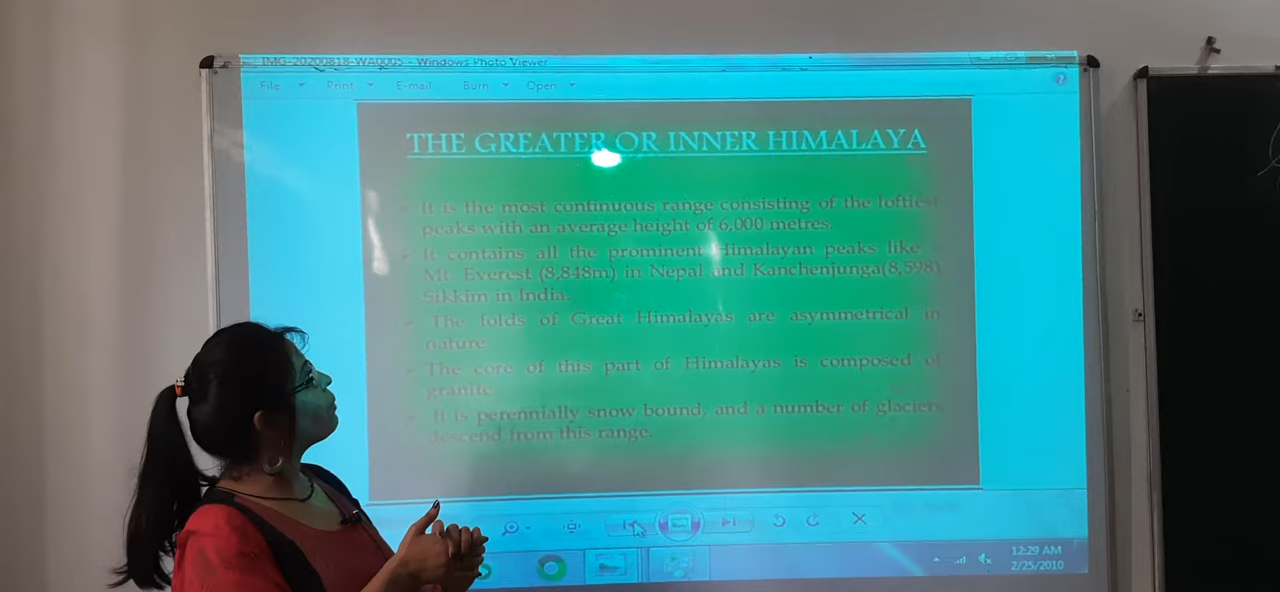 IMG-20200818-WA0005 - Windows Photo Viewer
File Print E-mail Burn Open
THE GREATER OR INNER HIMALAYA
It is the most continuous range consisting of the loftiest
peaks with an average height of 6,000 metres.
It contains all the prominent Himalayan peaks like -
Mt. Everest (8,848m) in Nepal and Kanchenjunga(8,598)
Sikkim in India.
The folds of Great Himalayas are asymmetrical in
nature
The core of this part of Himalayas is composed of
granite
It is perennially snow bound, and a number of glaciers
descend from this range.
12:29 AM
2/25/2010